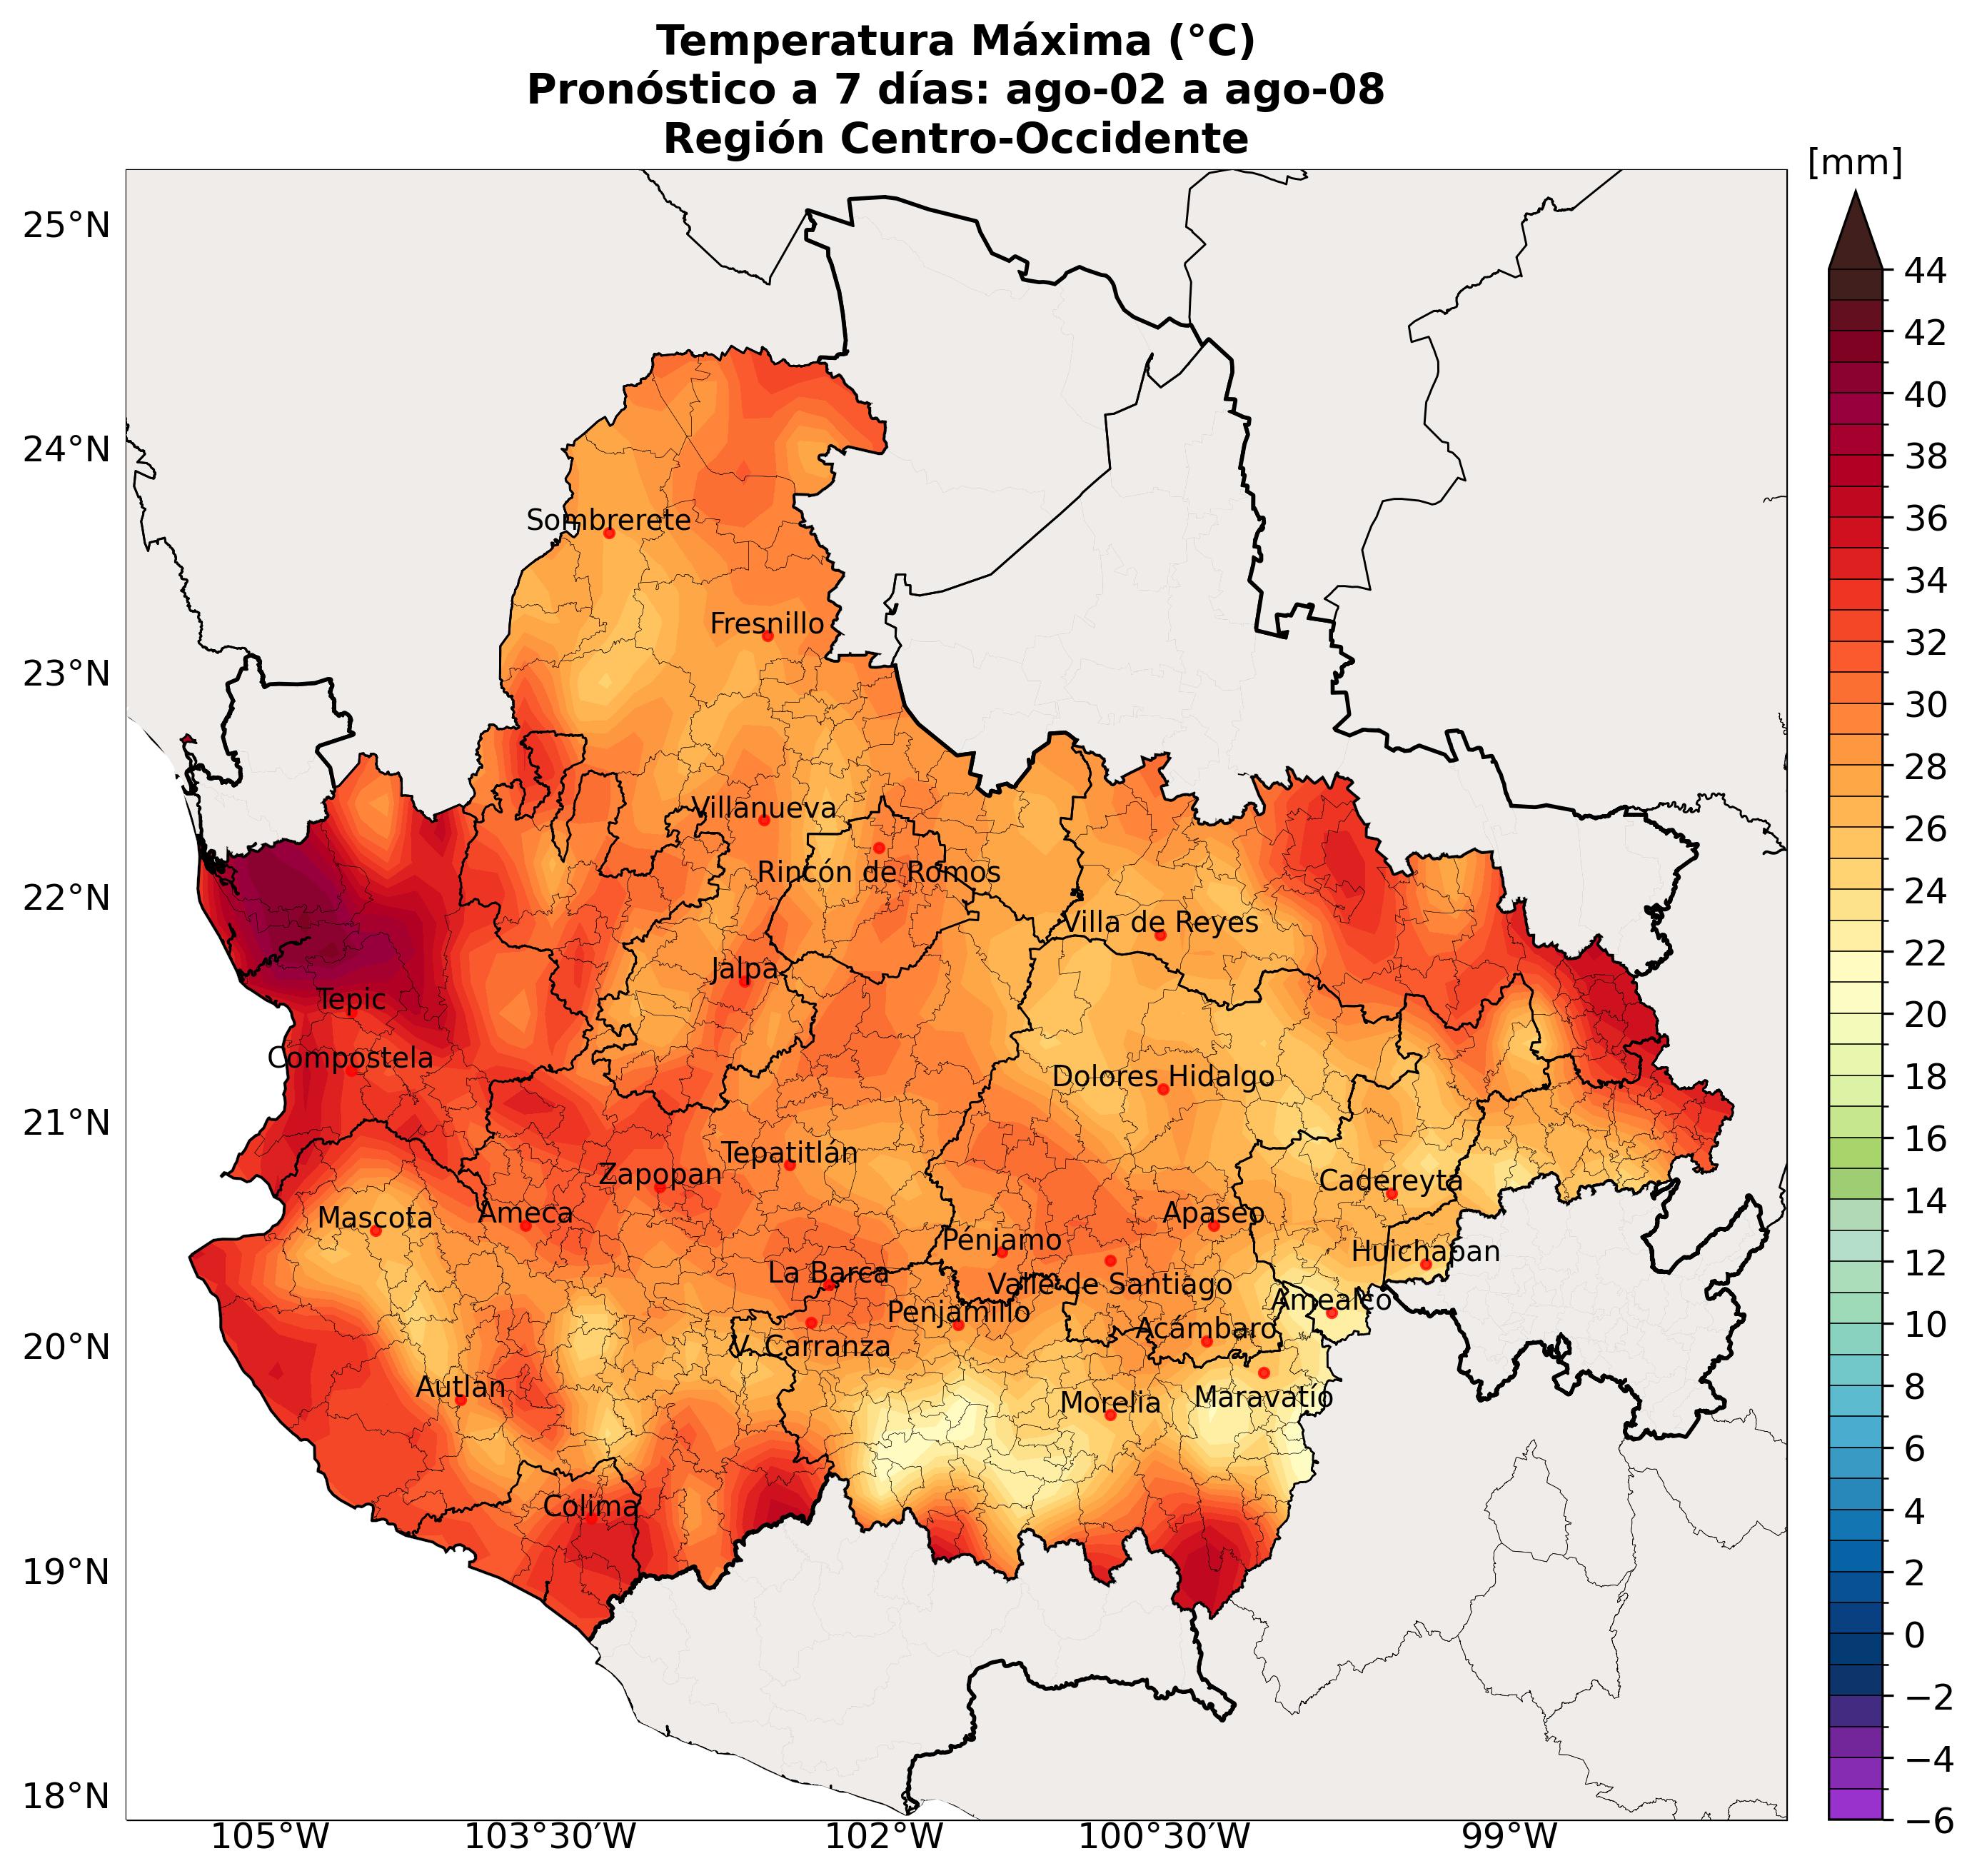 Temperatura Máxima (°C)
Pronóstico a 7 días: ago-02 a ago-08
Región Centro-Occidente
[mm]
25°N
24°N
23°N
22°N
21°N
20°N
19°N
18°N
Sombrerete
Fresnillo
Villanueva
Rincón de Romos
Villa de Reyes
Jalpa
Tepic
Compostela
Dolores Hidalgo
Tepatitlán
Zapopan
Cadereyta
Mascota
Ameca
Apaseo
Pénjamo
Huichapan
La Barca
Valle de Santiago
Amealco
Penjamillo
Acámbaro
V. Carranza
Autlan
Maravatío
Morelia
Colima
105°W
103°30′W
102°W
100°30′W
99°W
44
42
40
38
36
34
32
30
28
26
24
22
20
18
16
14
12
10
8
6
4
2
0
−2
−4
−6